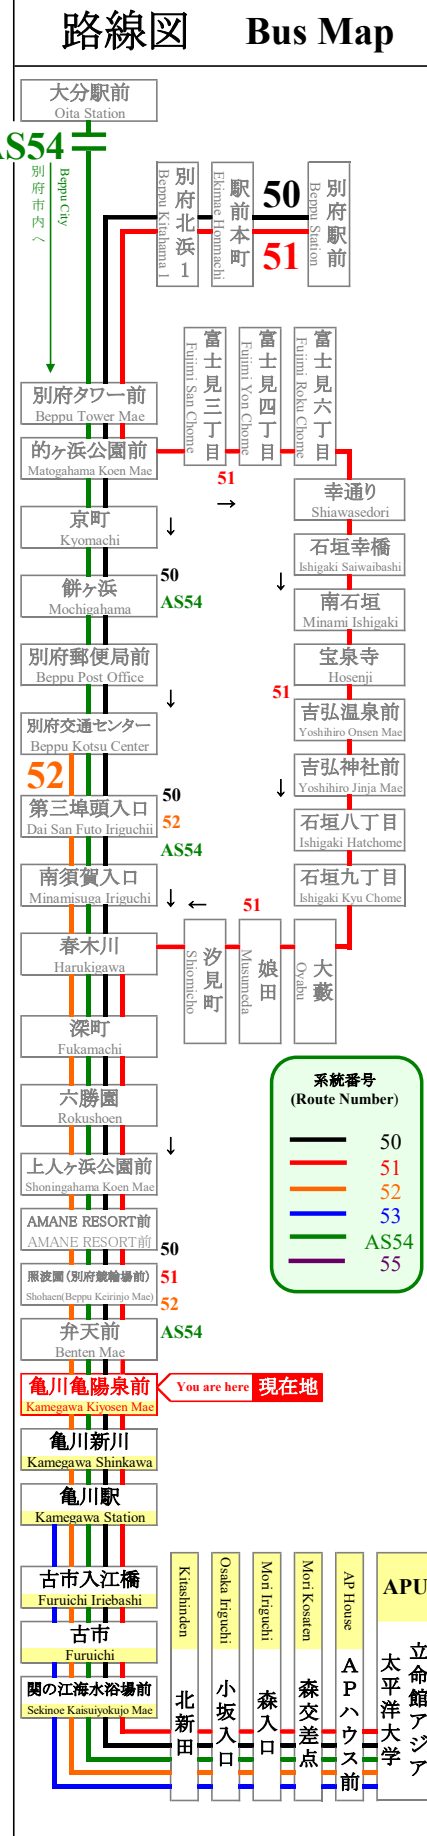 路線図 Bus Map
大分駅前
Oita Station
AS54
別府市内へ
Beppu City
別府北浜1
Beppu Kitahama 1
駅前本町
Ekimae Honmachi
50
51
別府駅前
Beppu Station
別府タワー前
Beppu Tower Mae
的ヶ浜公園前
Matogahama Koen Mae
富士見三丁目
Fujimi San Chome
富士見四丁目
Fujimi Yon Chome
富士見六丁目
Fujimi Roku Chome
51
→
幸通り
Shiawasedori
京町
Kyomachi
↓
石垣幸橋
Ishigaki Saiwaibashi
餅ヶ浜
Mochigahama
50
AS54
↓
南石垣
Minami Ishigaki
別府郵便局前
Beppu Post Office
↓
宝泉寺
Hosenji
51
吉弘温泉前
Yoshihiro Onsen Mae
別府交通センター
Beppu Kotsu Center
52
吉弘神社前
Yoshihiro Jinja Mae
↓
第三埠頭入口
Dai San Futo Iriguchii
50
52
AS54
石垣八丁目
Ishigaki Hatchome
南須賀入口
Minamisuga Iriguchi
↓
石垣九丁目
Ishigaki Kyu Chome
←
51
春木川
Harukigawa
汐見町
Shiomicho
娘田
Musumeda
大藪
Oyabu
深町
Fukamachi
六勝園
Rokushoen
↓
上人ヶ浜公園前
Shoningahama Koen Mae
AMANE RESORT前
AMANE RESORT前
照波園(別府競輪場前)
Shohaen(Beppu Keirinjo Mae)
50
51
52
AS54
弁天前
Benten Mae
系統番号
(Route Number)
50
51
52
53
AS54
55
亀川亀陽泉前
Kamegawa Kiyosen Mae
You are here 現在地
亀川新川
Kamegawa Shinkawa
亀川駅
Kamegawa Station
古市入江橋
Furuichi Iriebashi
古市
Furuichi
関の江海水浴場前
Sekinoe Kaisuiyokujo Mae
Kitashinden
北新田
Osaka Iriguchi
小坂入口
Mori Iriguchi
森入口
Mori Kosaten
森交差点
AP House
APハウス前
APU
立命館アジア
太平洋大学